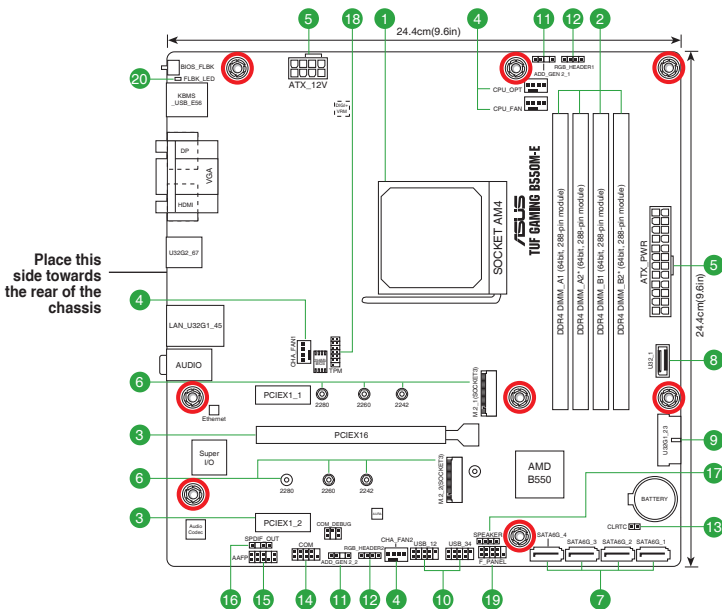 5
18
1
4
11
12
2
24.4cm(9.6in)
BIOS_FLBK
FLBK_LED
20
KBMS
_USB_E56
ATX_12V
DIGI+
VRM
CPU_OPT
CPU_FAN
ADD_GEN 2_1
RGB_HEADER1
DP
VGA
HDMI
U32G2_67
LAN_U32G1_45
AUDIO
Place this
side towards
the rear of the
chassis
SOCKET AM4
ASUS
TUF GAMING B550M-E
DDR4 DIMM_A1 (64bit, 288-pin module)
DDR4 DIMM_A2* (64bit, 288-pin module)
DDR4 DIMM_B1 (64bit, 288-pin module)
DDR4 DIMM_B2* (64bit, 288-pin module)
ATX_PWR
5
24.4cm(9.6in)
4
CHA_FAN1
TPM
U32_1
8
6
PCIEX1_1
2280
2260
2242
M.2_1(SOCKET3)
Ethernet
3
PCIEX16
U32G1_23
9
Super
I/O
6
2280
2260
2242
M.2_2(SOCKET3)
AMD
B550
17
BATTERY
CLRTC
13
Audio
Codec
3
PCIEX1_2
COM_DEBUG
SPDIF_OUT
AAFP
COM
ADD_GEN 2_2
RGB_HEADER2
CHA_FAN2
USB_12
USB_34
SPEAKER
F_PANEL
SATA6G_4
SATA6G_3
SATA6G_2
SATA6G_1
16
15
14
11
12
4
10
19
7